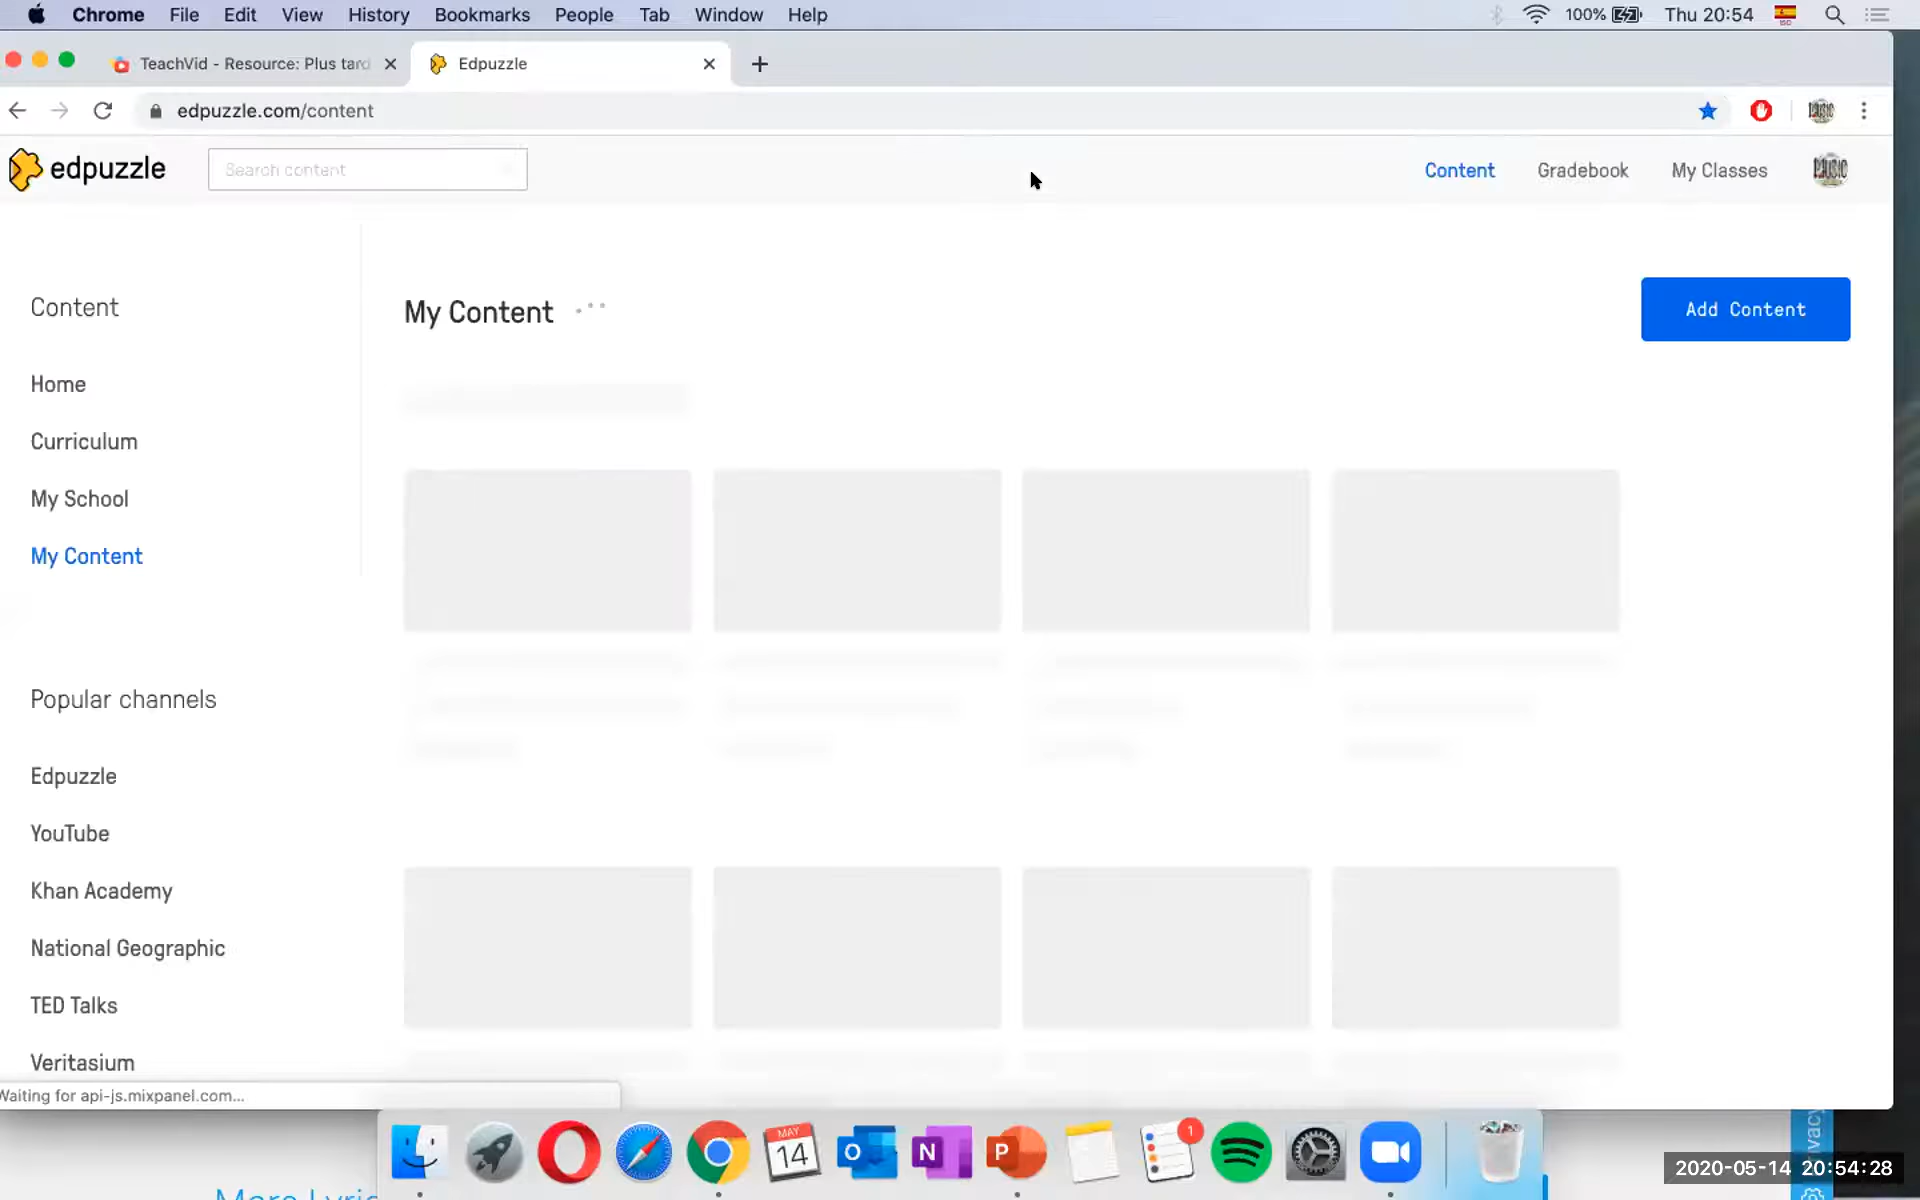 Chrome File Edit View History Bookmarks People Tab Window Help 100% Thu 20:54 ISO
TeachVid - Resource: Plus tard
Edpuzzle
edpuzzle.com/content
edpuzzle
Search content
Content Gradebook My Classes
MUSIC
Content
My Content
Add Content
Home
Curriculum
My School
My Content
Popular channels
Edpuzzle
YouTube
Khan Academy
National Geographic
TED Talks
Veritasium
Waiting for api-js.mixpanel.com...
MAY
14
O
N
P
1
2020-05-14 20:54:28